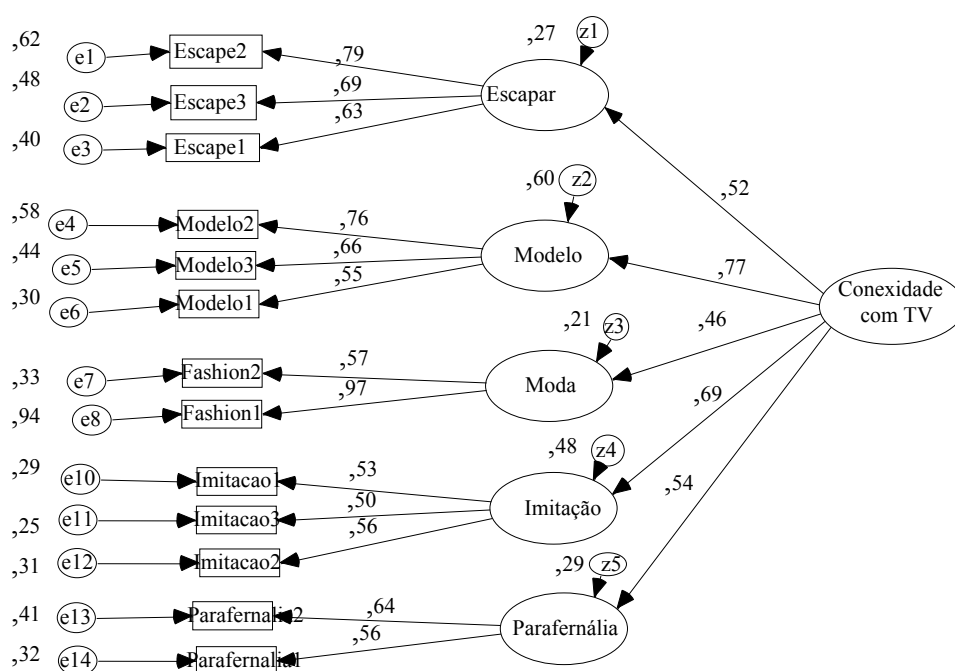 ,62
e1
Escape2
,79
,27
z1
,48
e2
Escape3
,69
Escapar
,63
,40
e3
Escape1
,52
,58
e4
Modelo2
,76
,60
z2
,44
e5
Modelo3
,66
Modelo
,77
,55
,30
e6
Modelo1
Conexidade
com TV
,21
z3
,46
,33
e7
Fashion2
,57
Moda
,94
e8
Fashion1
,97
,69
,29
e10
Imitacao1
,53
,48
z4
,50
,25
e11
Imitacao3
Imitação
,54
,56
,31
e12
Imitacao2
,29
z5
,41
e13
Parafernalia2
,64
Parafernália
,56
,32
e14
Parafernalia1